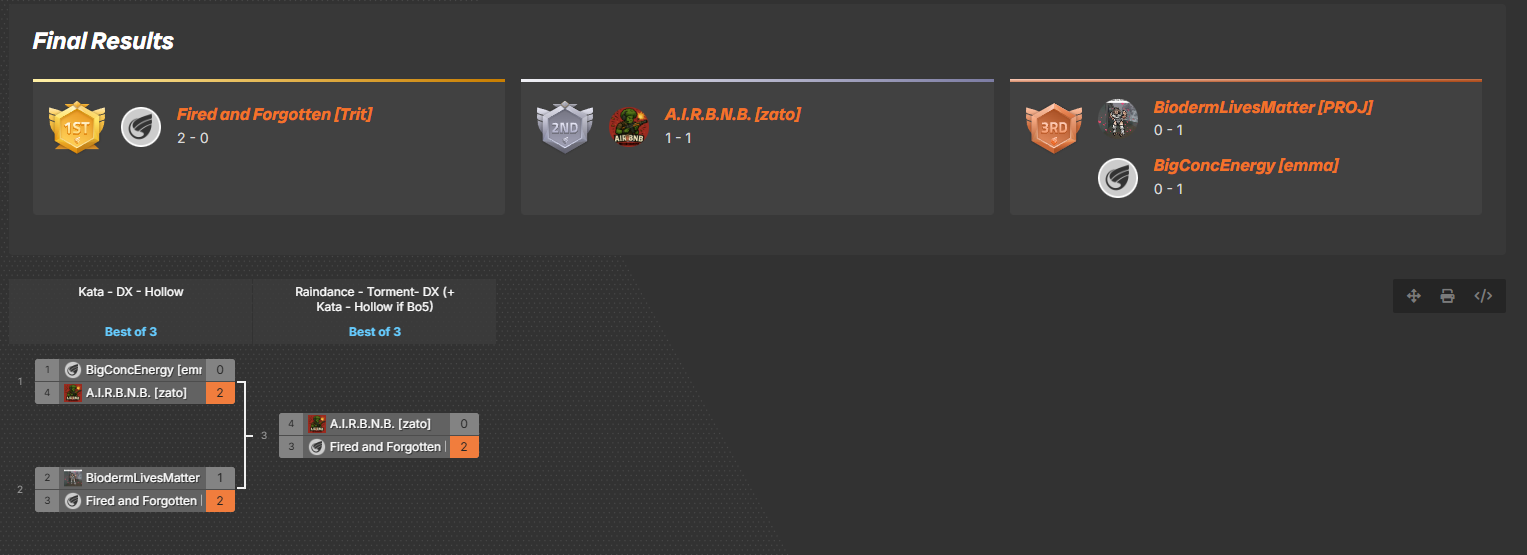 Final Results
1ST
Fired and Forgotten [Trit]
2 - 0
2ND
AIRBNB
A.I.R.B.N.B. [zato]
1 - 1
3RD
BiodermLivesMatter [PROJ]
0 - 1
BigConcEnergy [emma]
0 - 1
Kata - DX - Hollow
Best of 3
Raindance - Torment- DX (+
Kata - Hollow if Bo5)
Best of 3
1
1 BigConcEnergy [emr 0
4 A.I.R.B.N.B. [zato] 2
3
4 A.I.R.B.N.B. [zato] 0
3 Fired and Forgotten 2
2
2 BiodermLivesMatter 1
3 Fired and Forgotten 2